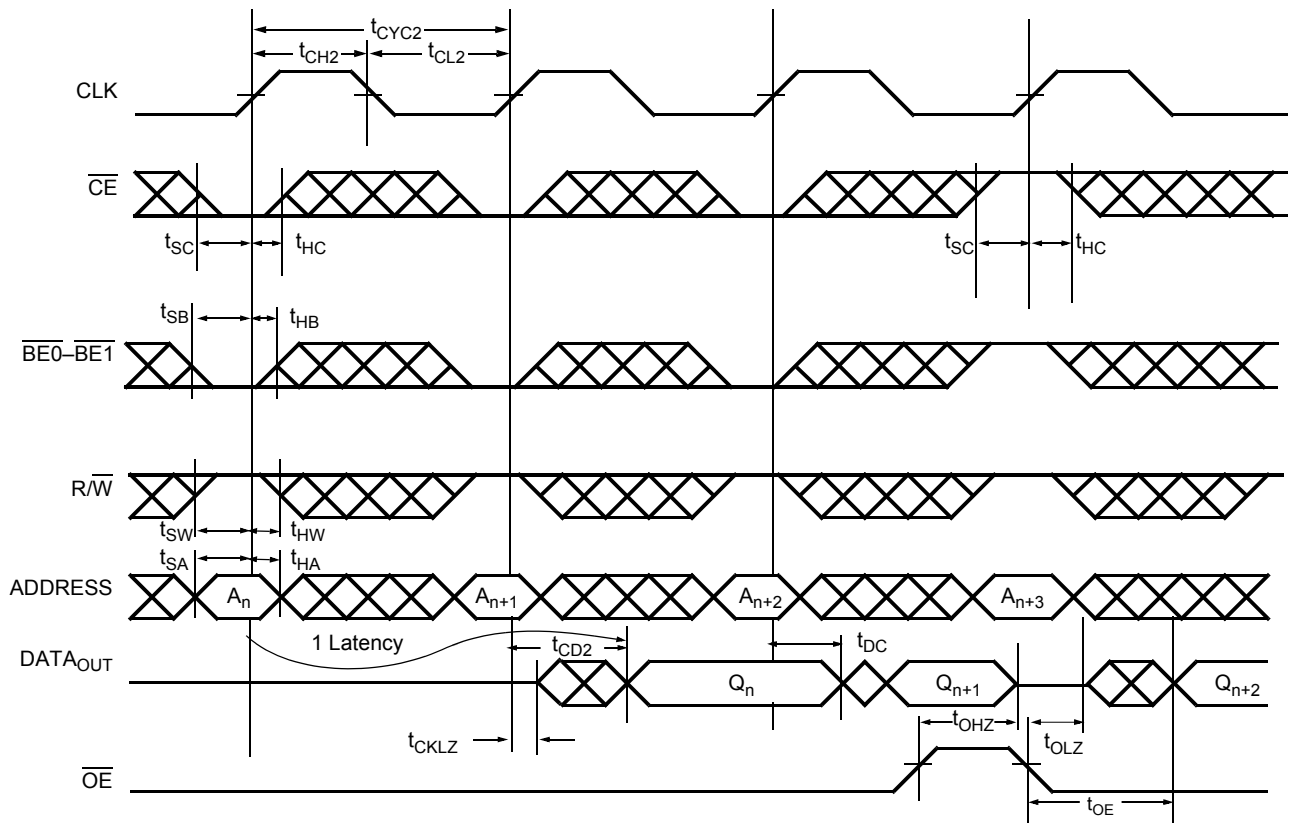 tCYC2
tCH2
tCL2
CLK
CE
tSC
tHC
tSC
tHC
tSB
tHB
BE0–BE1
R/W
tSW
tHW
tSA
tHA
ADDRESS
An
An+1
An+2
An+3
1 Latency
tCD2
tDC
DATAOUT
Qn
Qn+1
Qn+2
tOHZ
tCKLZ
tOLZ
OE
tOE